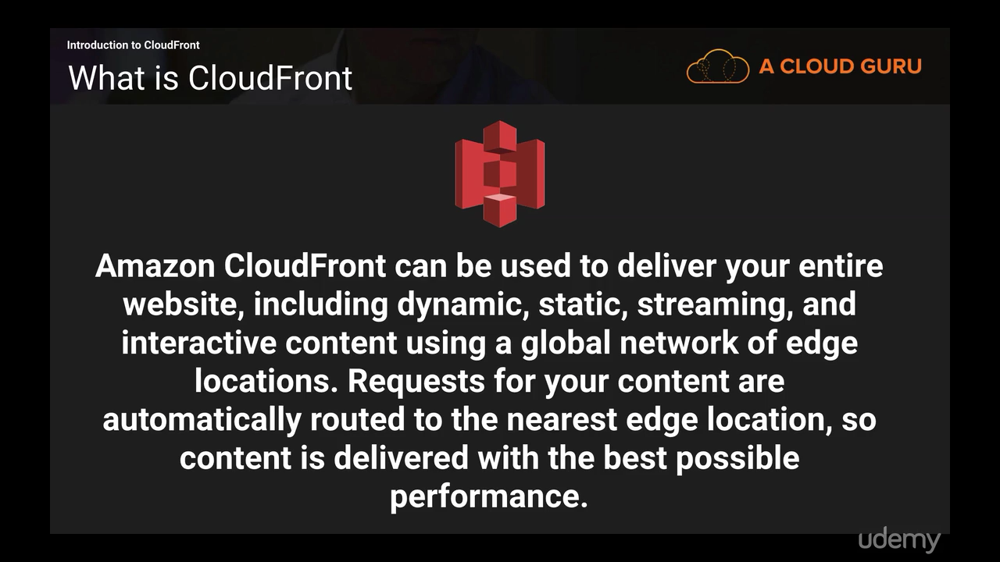 Introduction to CloudFront
What is CloudFront
A CLOUD GURU
Amazon CloudFront can be used to deliver your entire
website, including dynamic, static, streaming, and
interactive content using a global network of edge
locations. Requests for your content are
automatically routed to the nearest edge location, so
content is delivered with the best possible
performance.
udemy